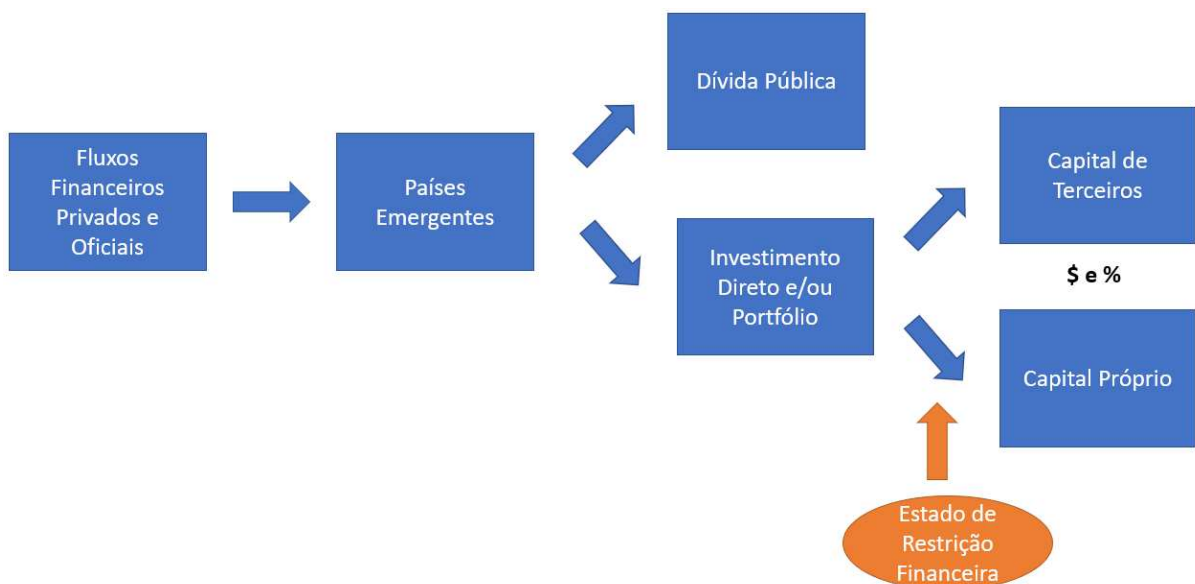 Fluxos
Financeiros
Privados e
Oficiais
Países
Emergentes
Dívida Pública
Investimento
Direto e/ou
Portfólio
Capital de
Terceiros
$ e %
Capital Próprio
Estado de
Restrição
Financeira